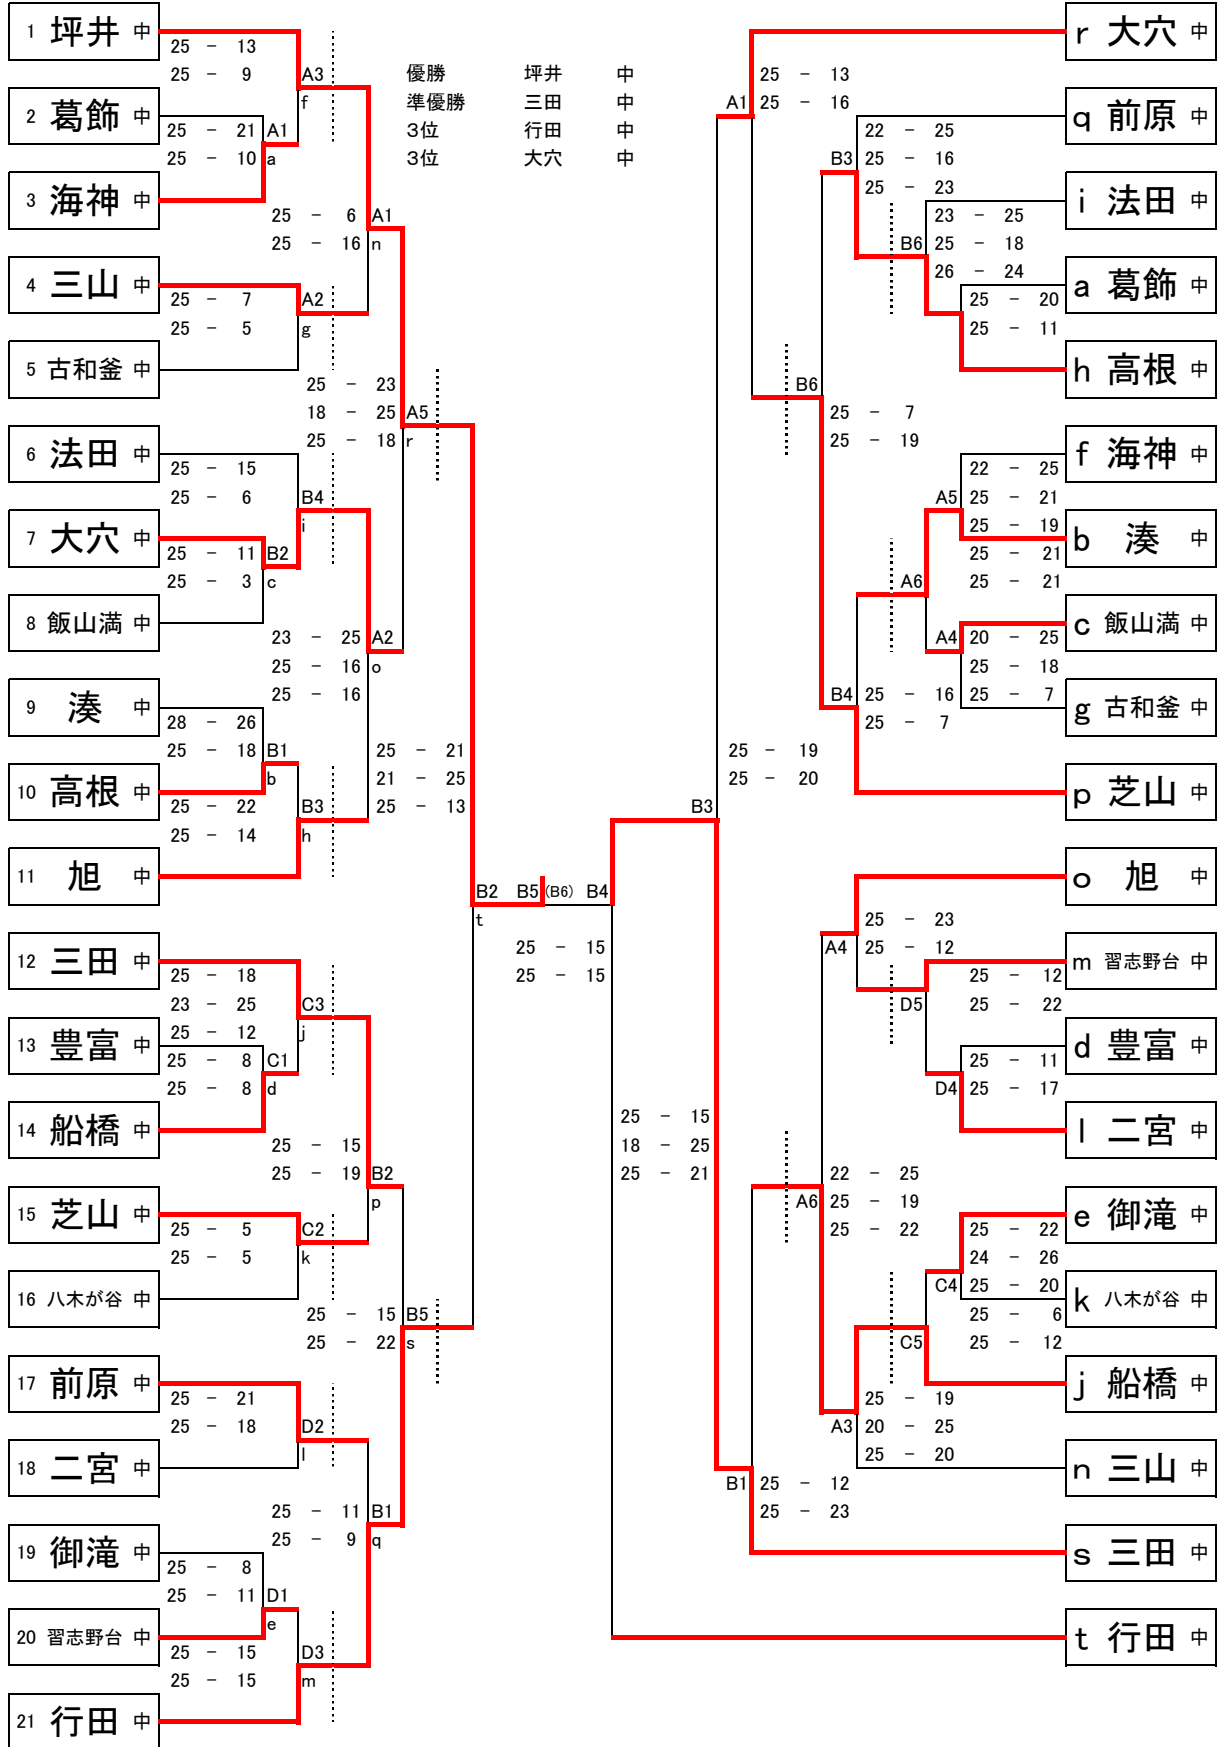 1 坪井 中
25 - 13
25 - 9
A3
f
2 葛飾 中
25 - 21
A1
25 - 10
a
3 海神 中
25 - 6
A1
25 - 16
n
4 三山 中
25 - 7
A2
25 - 5
g
5 古和釜 中
25 - 23
18 - 25
A5
25 - 18
r
6 法田 中
25 - 15
25 - 6
B4
i
7 大穴 中
25 - 11
B2
25 - 3
c
8 飯山満 中
23 - 25
A2
25 - 16
o
25 - 16
9 湊 中
28 - 26
25 - 18
B1
b
10 高根 中
25 - 22
B3
25 - 14
h
25 - 21
21 - 25
25 - 13
11 旭 中
B2
t
B5
(B6)
B4
25 - 15
25 - 15
12 三田 中
25 - 18
23 - 25
C3
25 - 12
j
13 豊富 中
25 - 8
C1
25 - 8
d
14 船橋 中
25 - 15
25 - 19
B2
p
15 芝山 中
25 - 5
C2
25 - 5
k
16 八木が谷 中
25 - 15
B5
25 - 22
s
17 前原 中
25 - 21
25 - 18
D2
l
18 二宮 中
25 - 11
B1
25 - 9
q
19 御滝 中
25 - 8
25 - 11
D1
e
20 習志野台 中
25 - 15
D3
25 - 15
m
21 行田 中
優勝 坪井 中
準優勝 三田 中
3位 行田 中
3位 大穴 中
r 大穴 中
25 - 13
A1
25 - 16
q 前原 中
22 - 25
B3
25 - 16
25 - 23
i 法田 中
23 - 25
B6
25 - 18
26 - 24
a 葛飾 中
25 - 20
25 - 11
h 高根 中
B6
25 - 7
25 - 19
f 海神 中
22 - 25
A5
25 - 21
25 - 19
b 湊 中
25 - 21
A6
25 - 21
c 飯山満 中
A4
20 - 25
25 - 18
25 - 7
g 古和釜 中
B4
25 - 16
25 - 7
25 - 19
25 - 20
p 芝山 中
B3
o 旭 中
25 - 23
A4
25 - 12
m 習志野台 中
25 - 12
D5
25 - 22
d 豊富 中
25 - 11
D4
25 - 17
l 二宮 中
25 - 15
18 - 25
25 - 21
22 - 25
A6
25 - 19
25 - 22
e 御滝 中
25 - 22
24 - 26
C4
25 - 20
k 八木が谷 中
25 - 6
C5
25 - 12
j 船橋 中
25 - 19
A3
20 - 25
25 - 20
n 三山 中
B1
25 - 12
25 - 23
s 三田 中
t 行田 中